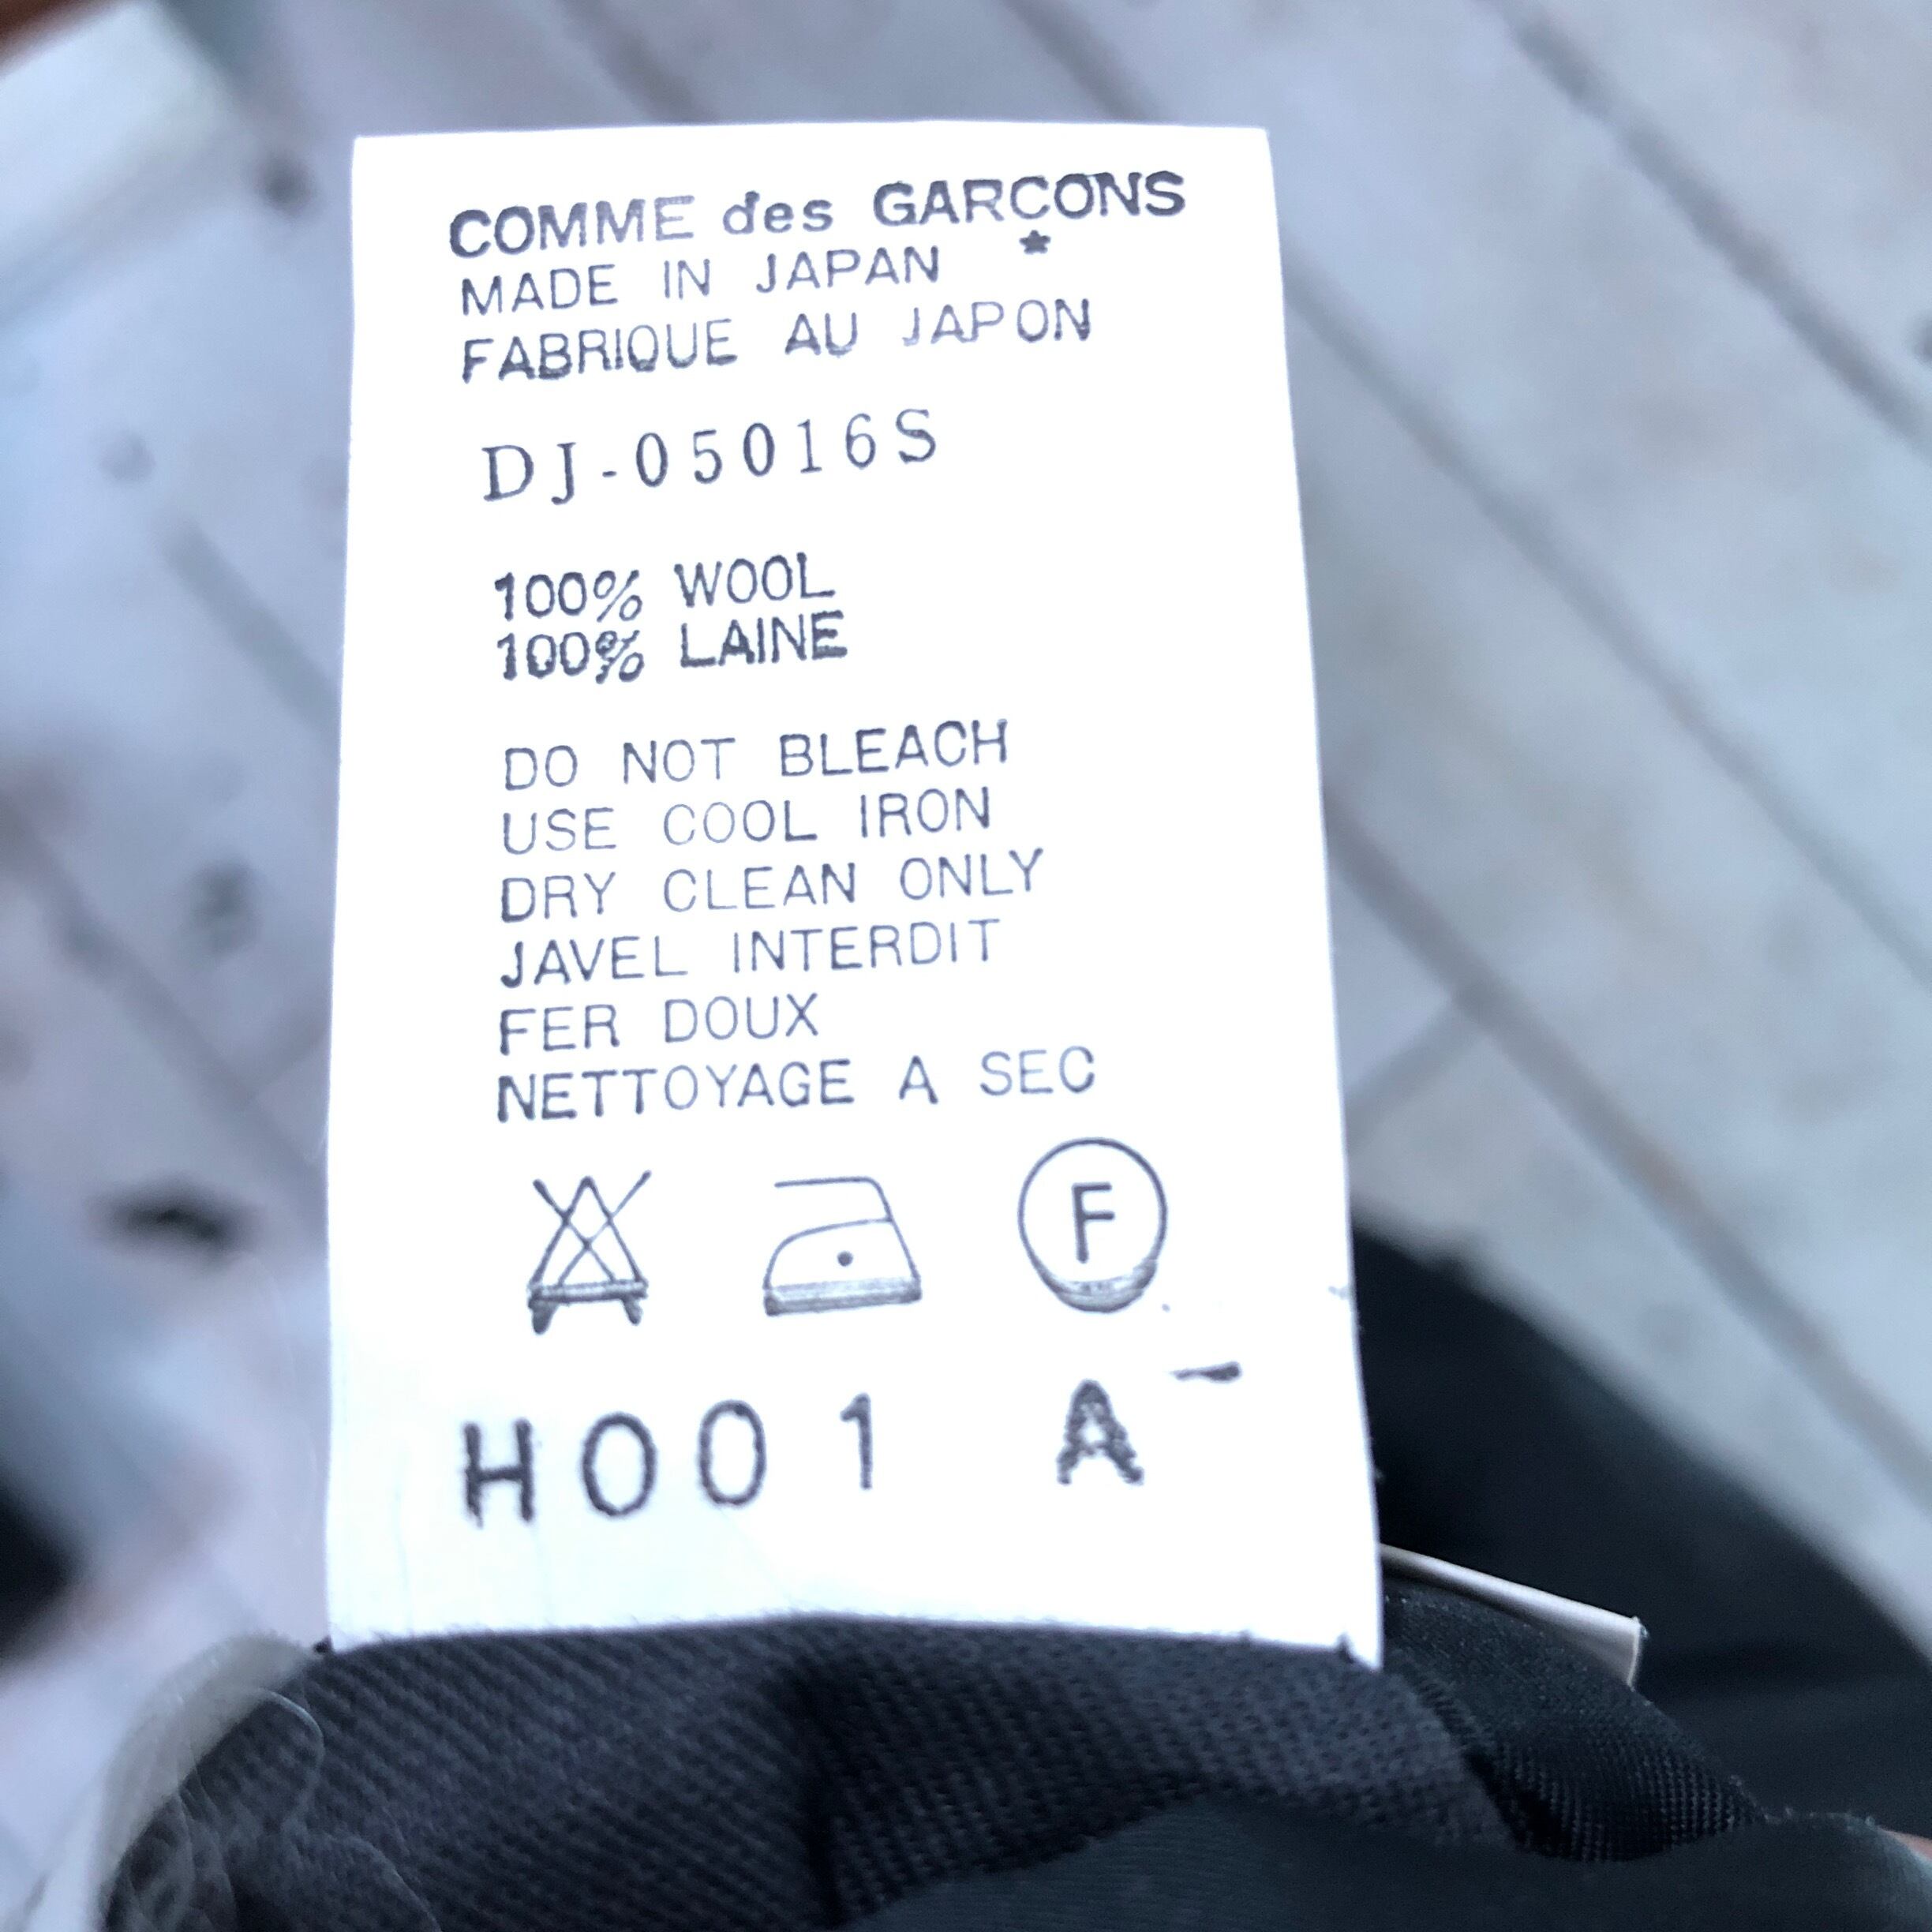 COMME des GARÇONS
MADE IN JAPAN
FABRIQUE AU JAPON
DJ-05016S
100% WOOL
100% LAINE
DO NOT BLEACH
USE COOL IRON
DRY CLEAN ONLY
JAVEL INTERDIT
FER DOUX
NETTOYAGE A SEC
F
H001 A